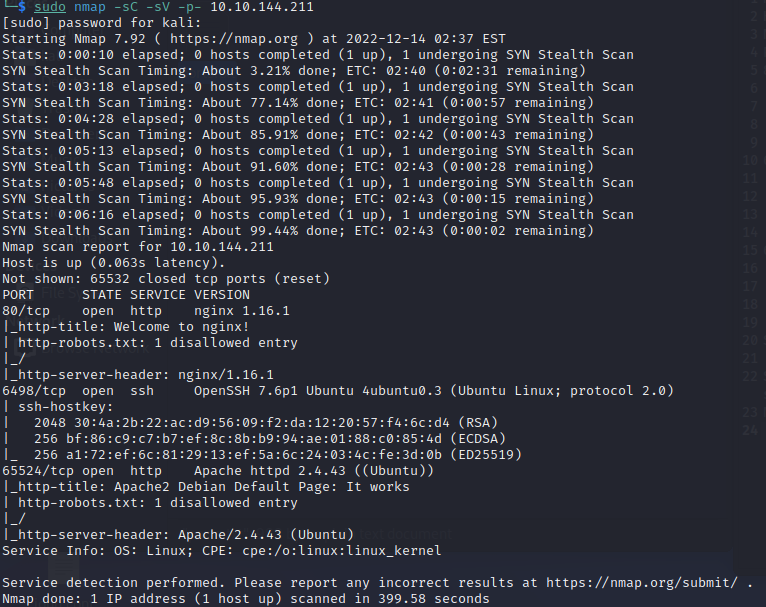 └─$ sudo nmap -sC -sV -p- 10.10.144.211
[sudo] password for kali:
Starting Nmap 7.92 ( https://nmap.org ) at 2022-12-14 02:37 EST
Stats: 0:00:10 elapsed; 0 hosts completed (1 up), 1 undergoing SYN Stealth Scan
SYN Stealth Scan Timing: About 3.21% done; ETC: 02:40 (0:02:31 remaining)
Stats: 0:03:18 elapsed; 0 hosts completed (1 up), 1 undergoing SYN Stealth Scan
SYN Stealth Scan Timing: About 77.14% done; ETC: 02:41 (0:00:57 remaining)
Stats: 0:04:28 elapsed; 0 hosts completed (1 up), 1 undergoing SYN Stealth Scan
SYN Stealth Scan Timing: About 85.91% done; ETC: 02:42 (0:00:43 remaining)
Stats: 0:05:13 elapsed; 0 hosts completed (1 up), 1 undergoing SYN Stealth Scan
SYN Stealth Scan Timing: About 91.60% done; ETC: 02:43 (0:00:28 remaining)
Stats: 0:05:48 elapsed; 0 hosts completed (1 up), 1 undergoing SYN Stealth Scan
SYN Stealth Scan Timing: About 95.93% done; ETC: 02:43 (0:00:15 remaining)
Stats: 0:06:16 elapsed; 0 hosts completed (1 up), 1 undergoing SYN Stealth Scan
SYN Stealth Scan Timing: About 99.44% done; ETC: 02:43 (0:00:02 remaining)
Nmap scan report for 10.10.144.211
Host is up (0.063s latency).
Not shown: 65532 closed tcp ports (reset)
PORT      STATE SERVICE VERSION
80/tcp    open  http    nginx 1.16.1
|_http-title: Welcome to nginx!
| http-robots.txt: 1 disallowed entry
|_/
|_http-server-header: nginx/1.16.1
6498/tcp  open  ssh     OpenSSH 7.6p1 Ubuntu 4ubuntu0.3 (Ubuntu Linux; protocol 2.0)
| ssh-hostkey:
|   2048 30:4a:2b:22:ac:d9:56:09:f2:da:12:20:57:f4:6c:d4 (RSA)
|   256 bf:86:c9:c7:b7:ef:8c:8b:b9:94:ae:01:88:c0:85:4d (ECDSA)
|_  256 a1:72:ef:6c:81:29:13:ef:5a:6c:24:03:4c:fe:3d:0b (ED25519)
65524/tcp open  http    Apache httpd 2.4.43 ((Ubuntu))
|_http-title: Apache2 Debian Default Page: It works
| http-robots.txt: 1 disallowed entry
|_/
|_http-server-header: Apache/2.4.43 (Ubuntu)
Service Info: OS: Linux; CPE: cpe:/o:linux:linux_kernel

Service detection performed. Please report any incorrect results at https://nmap.org/submit/ .
Nmap done: 1 IP address (1 host up) scanned in 399.58 seconds